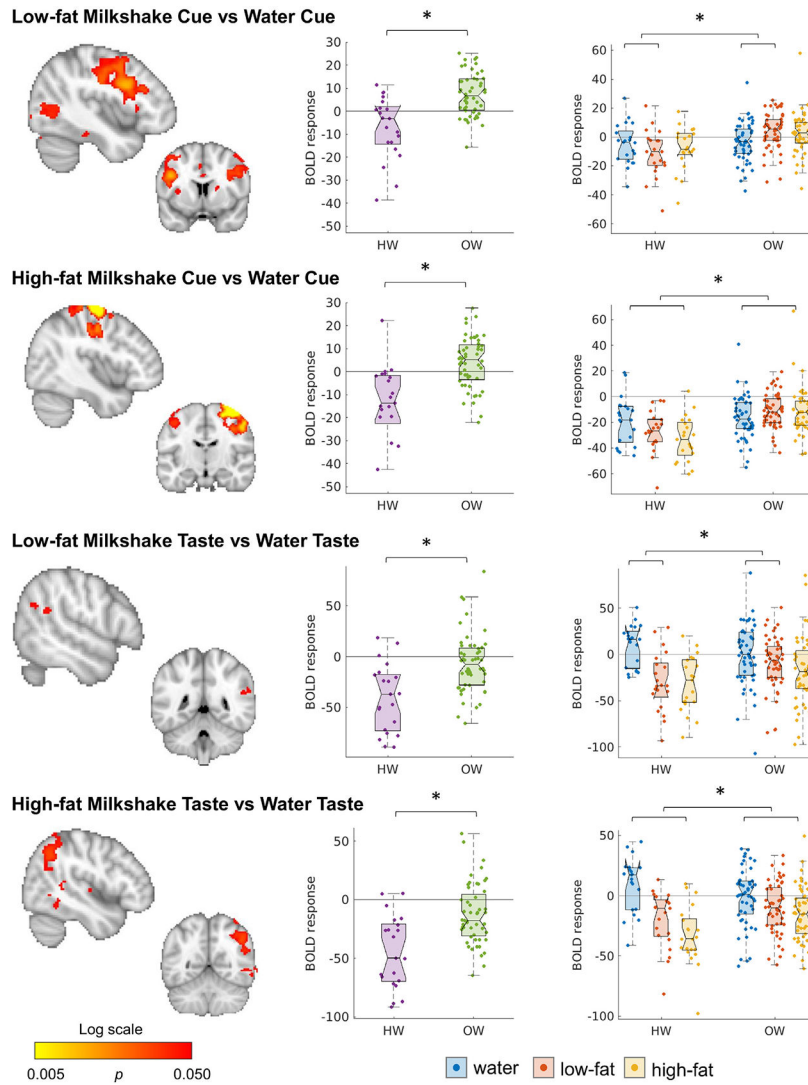 Low-fat Milkshake Cue vs Water Cue
*
*
BOLD response
30
20
10
0
-10
-20
-30
-40
-50
HW
OW
BOLD response
60
40
20
0
-20
-40
-60
HW
OW
High-fat Milkshake Cue vs Water Cue
*
*
BOLD response
30
20
10
0
-10
-20
-30
-40
-50
HW
OW
BOLD response
60
40
20
0
-20
-40
-60
HW
OW
Low-fat Milkshake Taste vs Water Taste
*
*
BOLD response
50
0
-50
HW
OW
BOLD response
50
0
-50
-100
HW
OW
High-fat Milkshake Taste vs Water Taste
*
*
BOLD response
50
0
-50
-100
HW
OW
BOLD response
50
0
-50
-100
HW
OW
Log scale
0.005 p 0.050
water low-fat high-fat